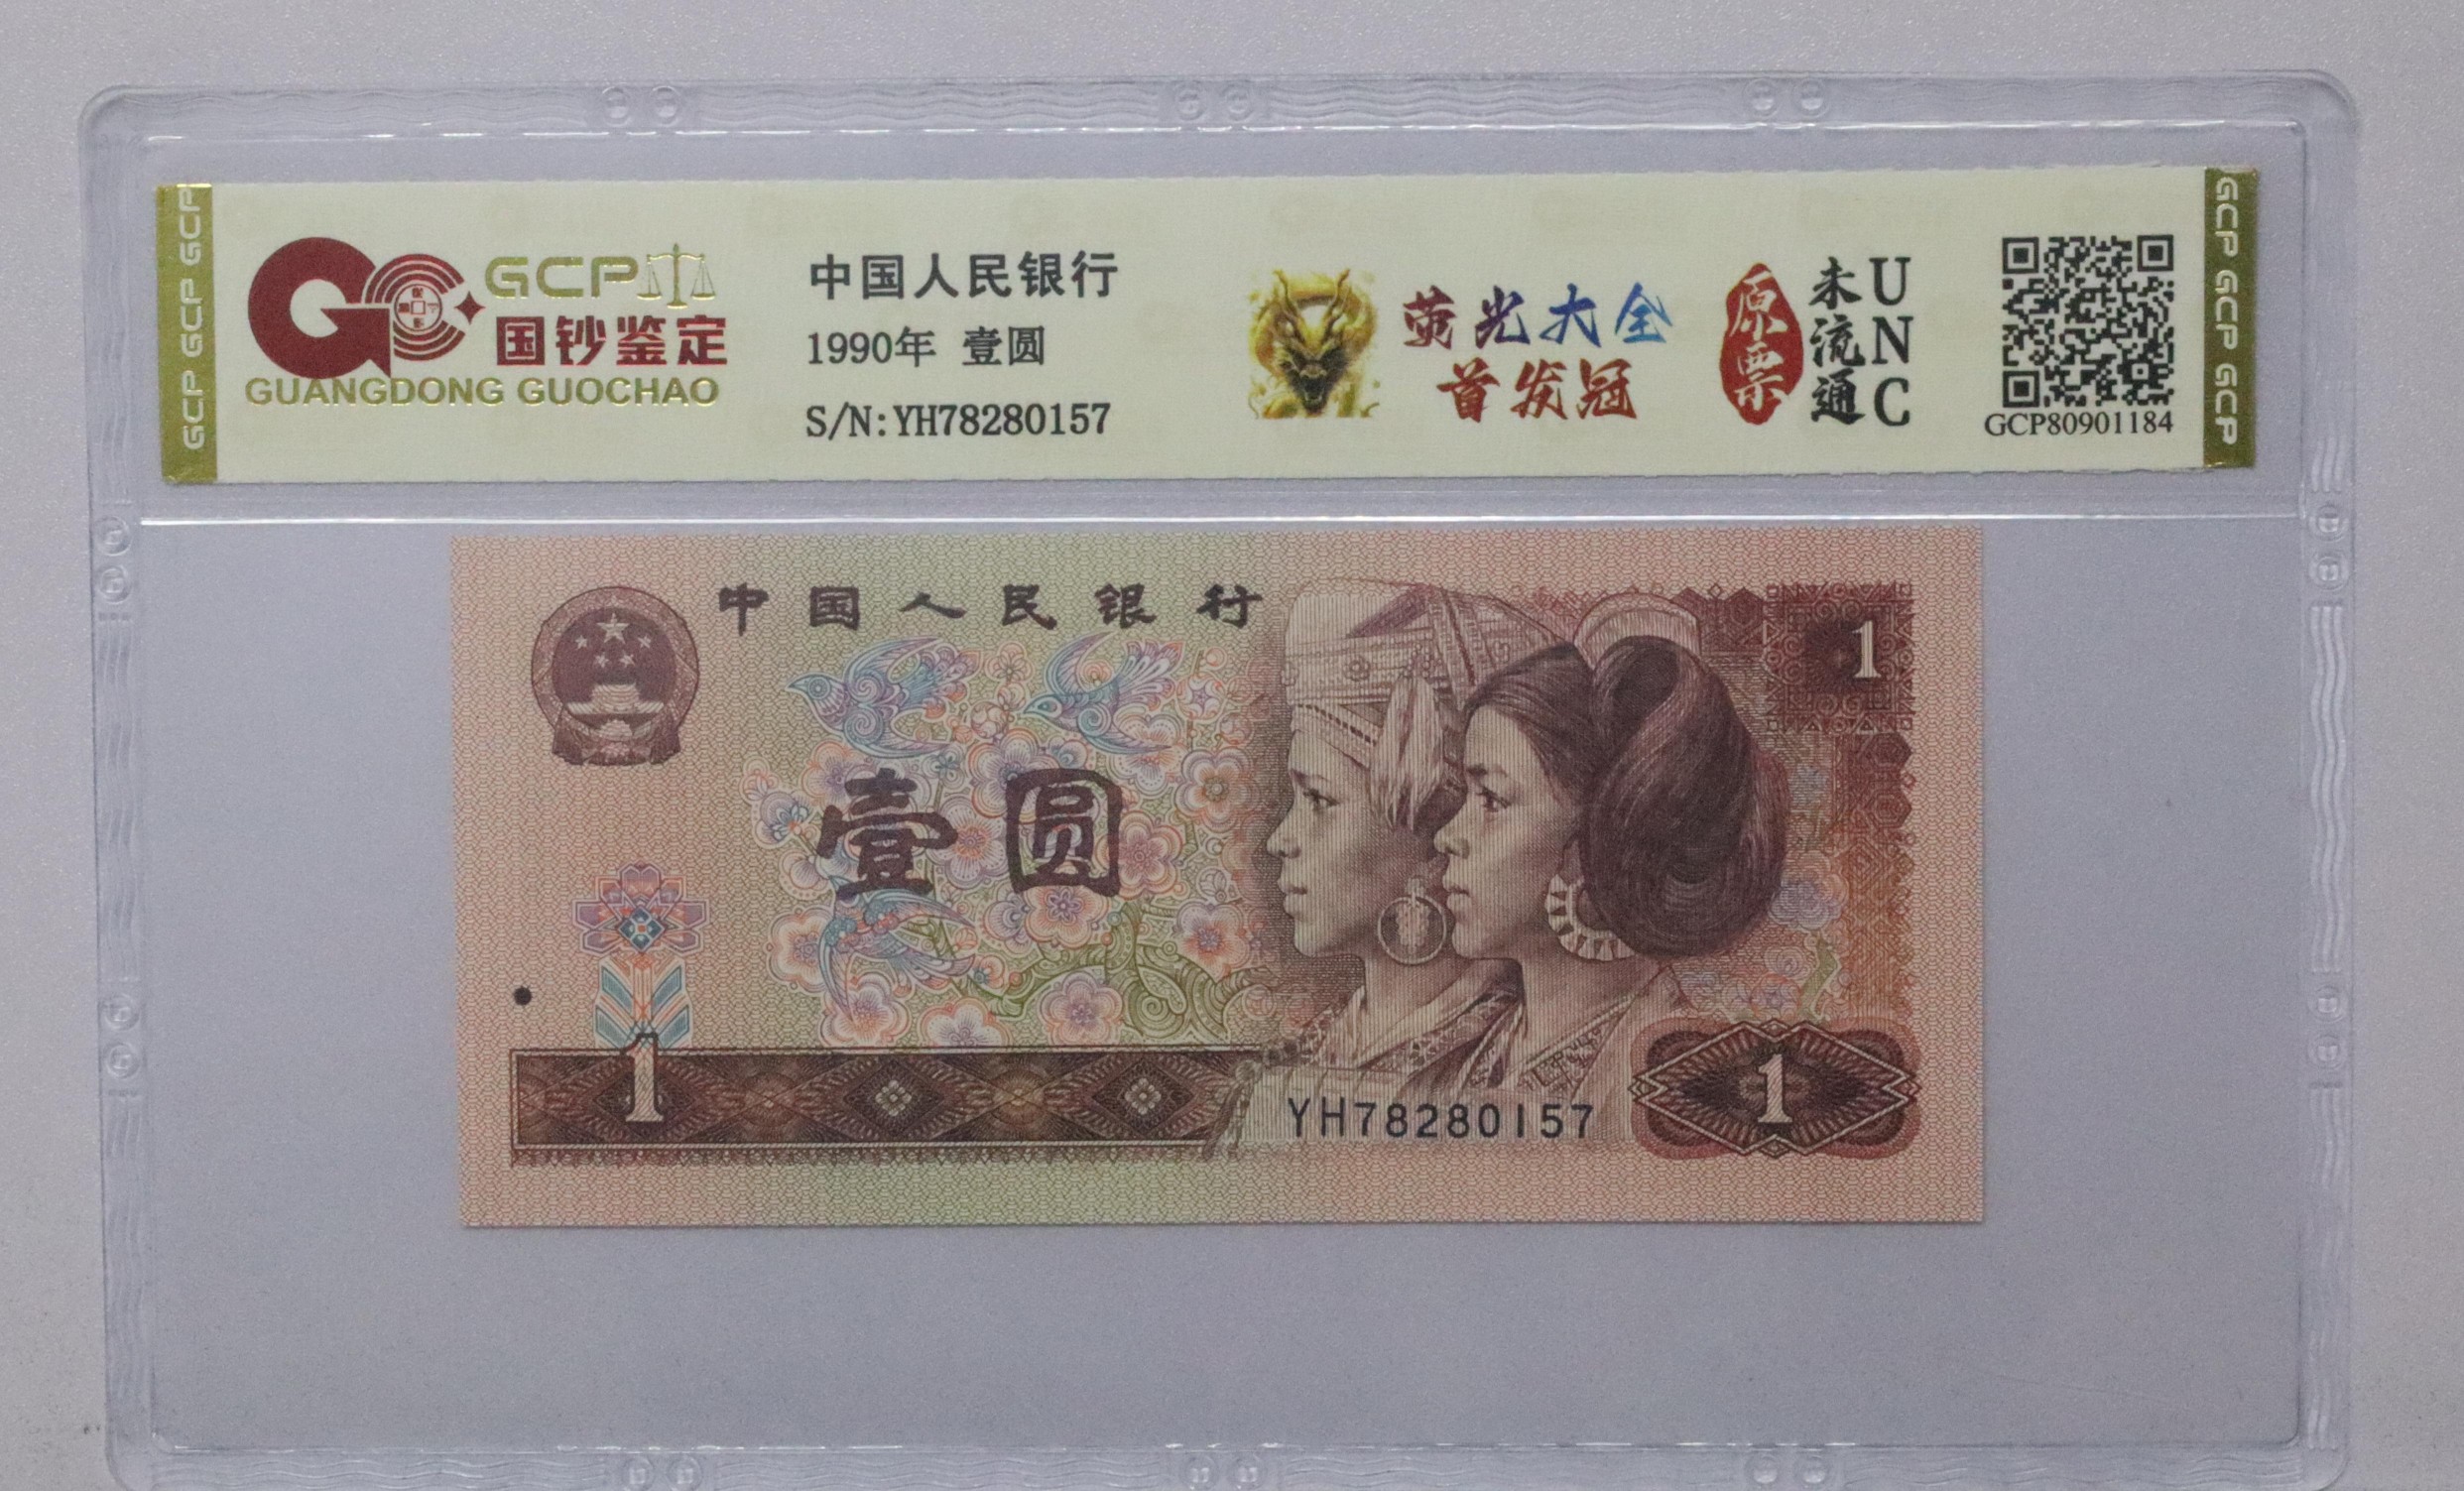 GCP GCP GCP
GCP
国钞鉴定
GUANGDONG GUOCHAO
中国人民银行
1990年 壹圆
S/N:YH78280157
荧光大全
首发冠
原票
未流通
UNC
GCP80901184
GCP GCP GCP
中国人民银行
1
壹圆
1
YH78280157
1